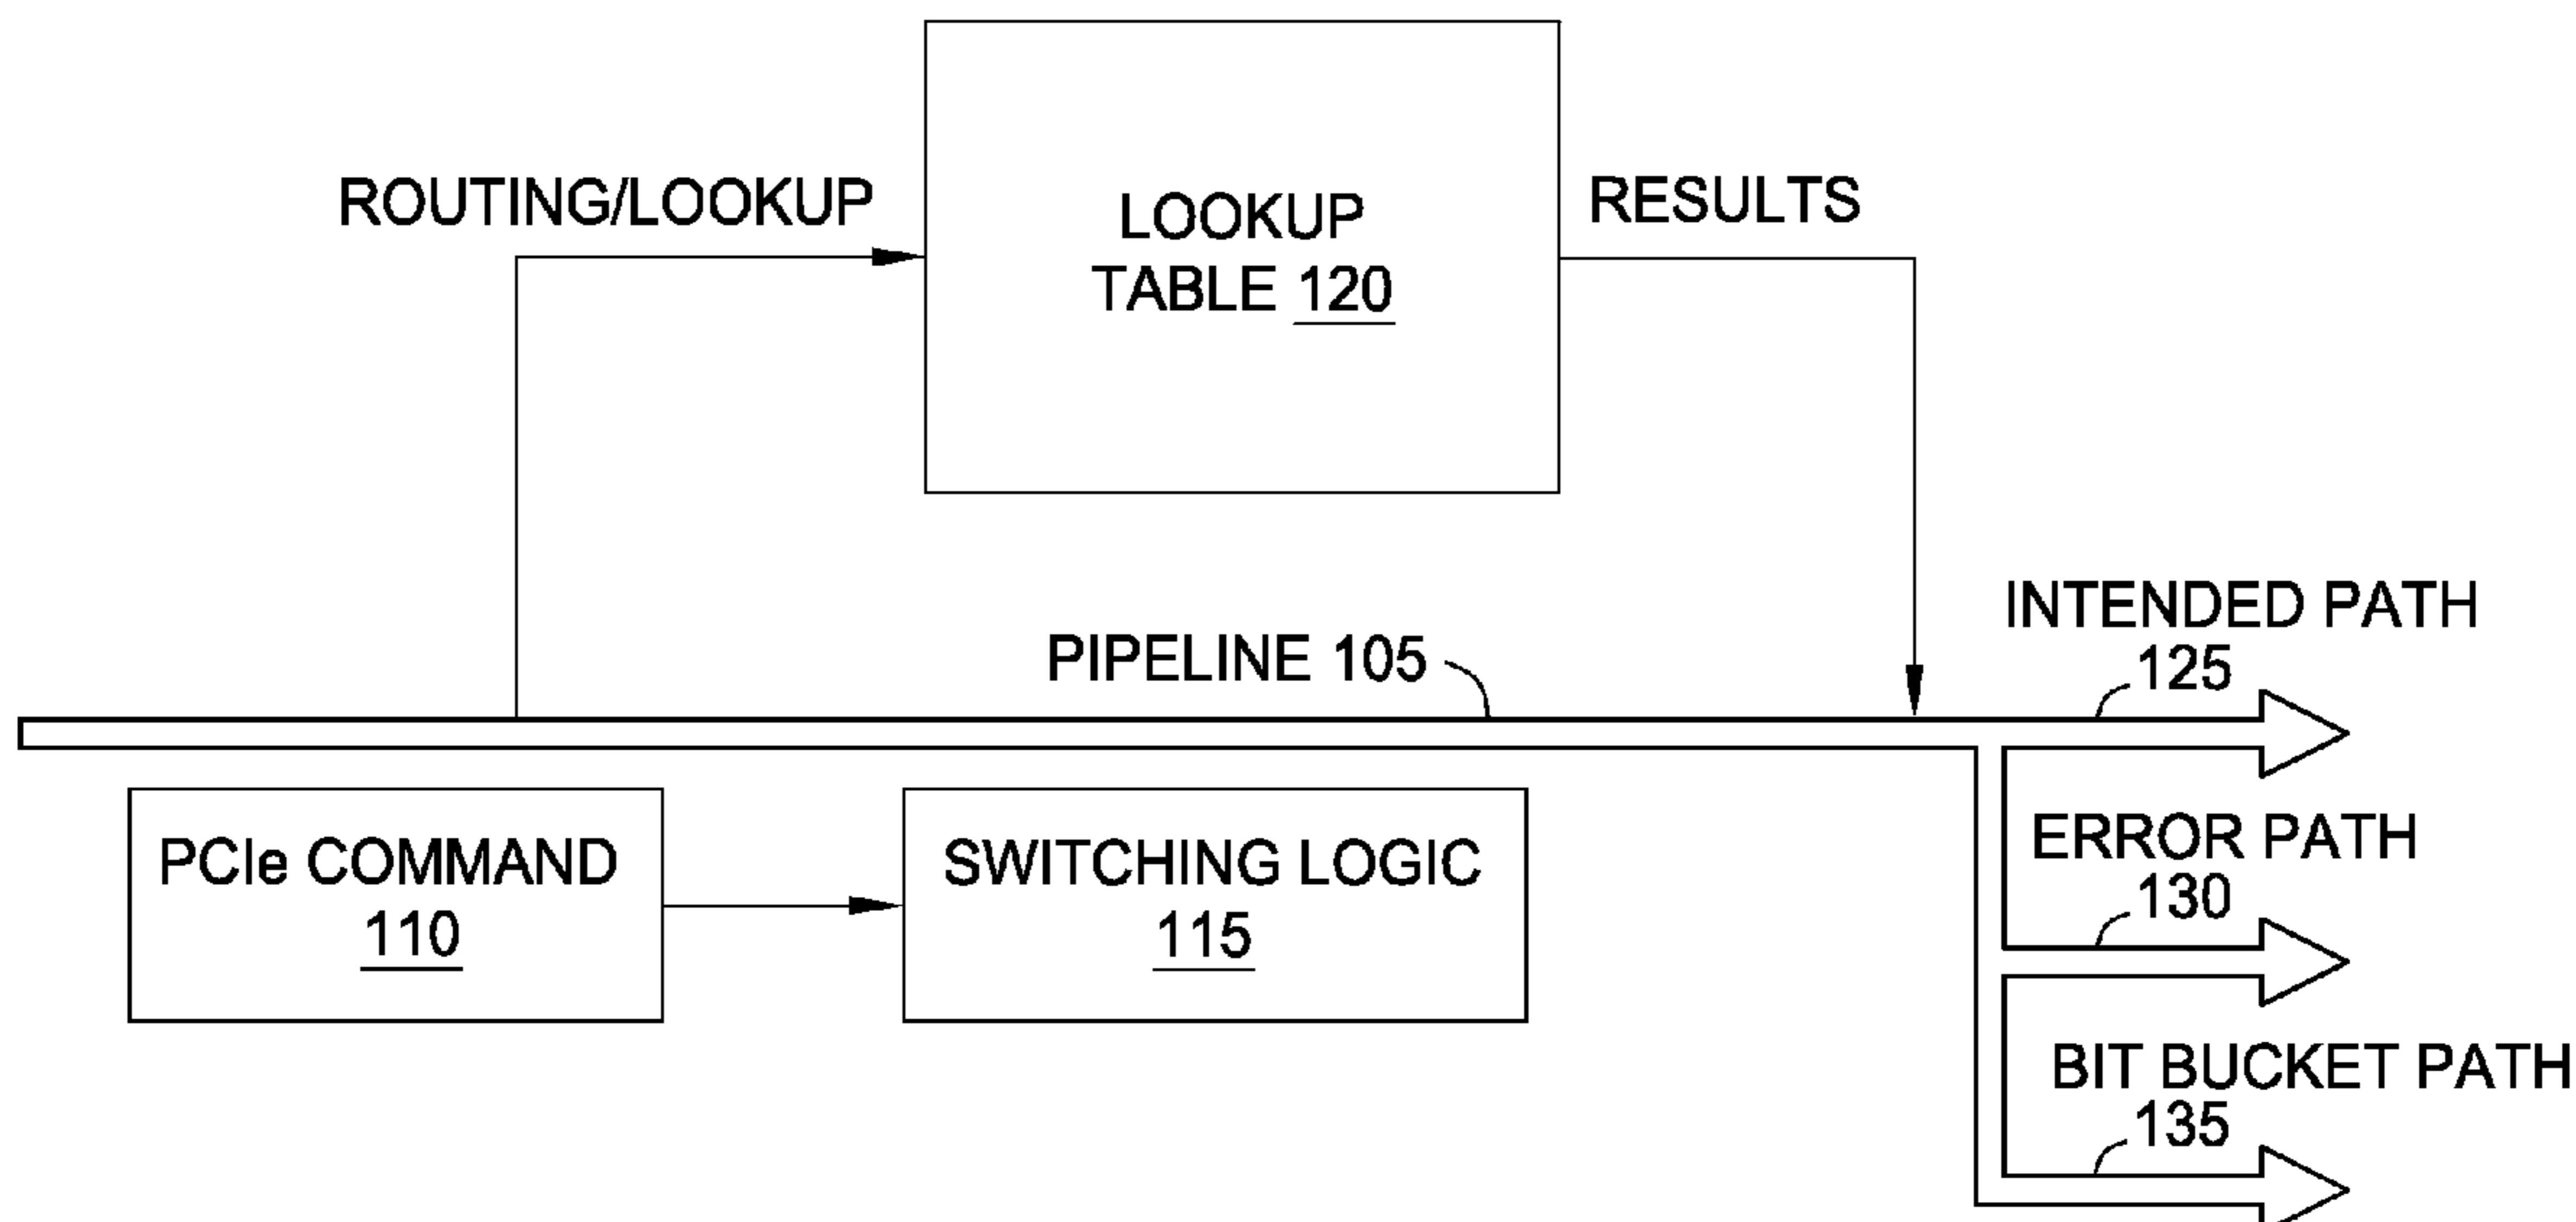 ROUTING/LOOKUP
LOOKUP
TABLE 120
RESULTS
PIPELINE 105
INTENDED PATH
125
PCIe COMMAND
110
SWITCHING LOGIC
115
ERROR PATH
130
BIT BUCKET PATH
135